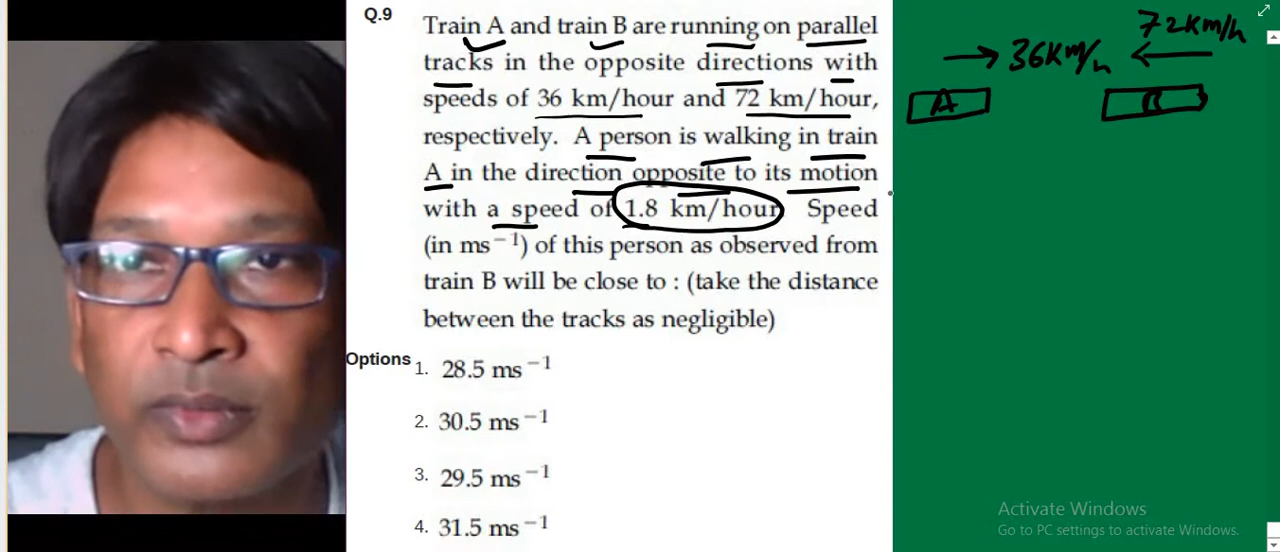 Q.9
Train A and train B are running on parallel
tracks in the opposite directions with
speeds of 36 km/hour and 72 km/hour,
respectively. A person is walking in train
A in the direction opposite to its motion
with a speed of 1.8 km/hour. Speed
(in ms⁻¹) of this person as observed from
train B will be close to : (take the distance
between the tracks as negligible)
Options
1. 28.5 ms⁻¹
2. 30.5 ms⁻¹
3. 29.5 ms⁻¹
4. 31.5 ms⁻¹
72Km/h
36Km/h
A
B
Activate Windows
Go to PC settings to activate Windows.